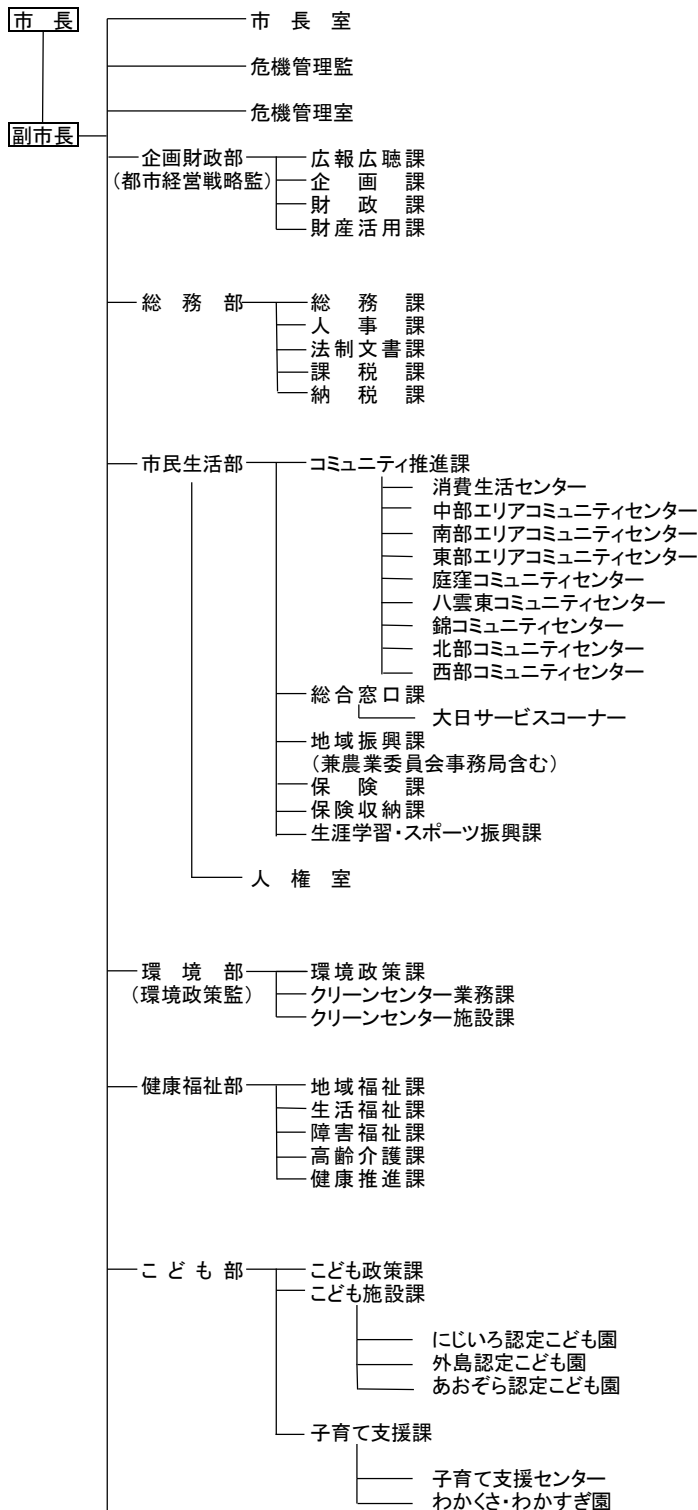 市長
市長室
危機管理監
危機管理室
副市長
企画財政部
広報広聴課
(都市経営戦略監)
企画課
財政課
財産活用課
総務部
総務課
人事課
法制文書課
課税課
納税課
市民生活部
コミュニティ推進課
消費生活センター
中部エリアコミュニティセンター
南部エリアコミュニティセンター
東部エリアコミュニティセンター
庭窪コミュニティセンター
八雲東コミュニティセンター
錦コミュニティセンター
北部コミュニティセンター
西部コミュニティセンター
総合窓口課
大日サービスコーナー
地域振興課
(兼農業委員会事務局含む)
保険課
保険収納課
生涯学習・スポーツ振興課
人権室
環境部
環境政策課
(環境政策監)
クリーンセンター業務課
クリーンセンター施設課
健康福祉部
地域福祉課
生活福祉課
障害福祉課
高齢介護課
健康推進課
こども部
こども政策課
こども施設課
にじいろ認定こども園
外島認定こども園
あおぞら認定こども園
子育て支援課
子育て支援センター
わかくさ・わかすぎ園